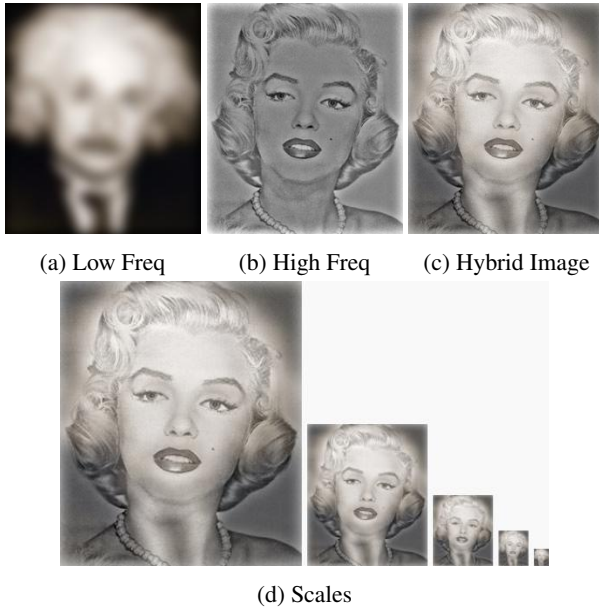 (a) Low Freq
(b) High Freq
(c) Hybrid Image
(d) Scales